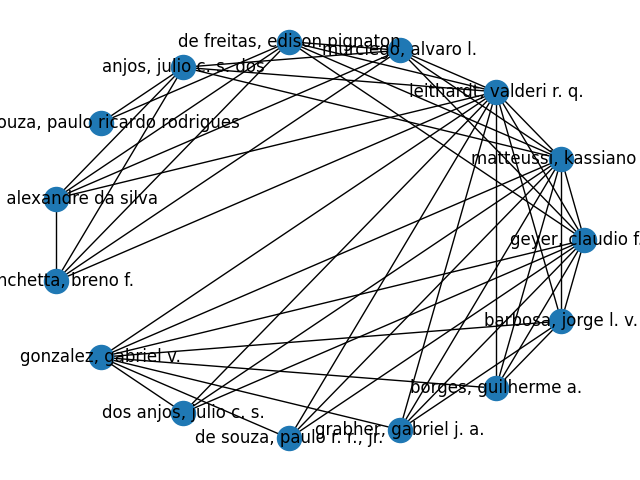 de freitas, edison pignaton
murciego, alvaro l.
anjos, julio c. s. dos
leithardt, valderi r. q.
ouza, paulo ricardo rodrigues
matteussi, kassiano
alexandre da silva
geyer, claudio f.
nchetta, breno f.
barbosa, jorge l. v.
gonzalez, gabriel v.
borges, guilherme a.
dos anjos, julio c. s.
grabher, gabriel j. a.
de souza, paulo r. r., jr.